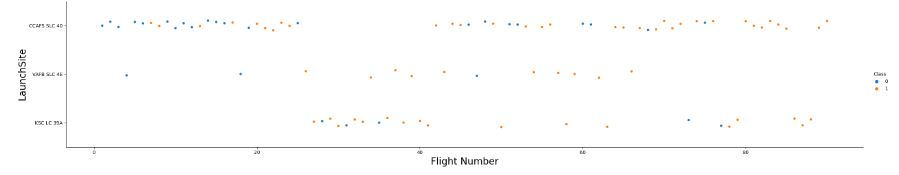 CCAFS SLC 40
VAFB SLC 4E
KSC LC 39A
LaunchSite
0 20 40 60 80
Flight Number
Class
0
1